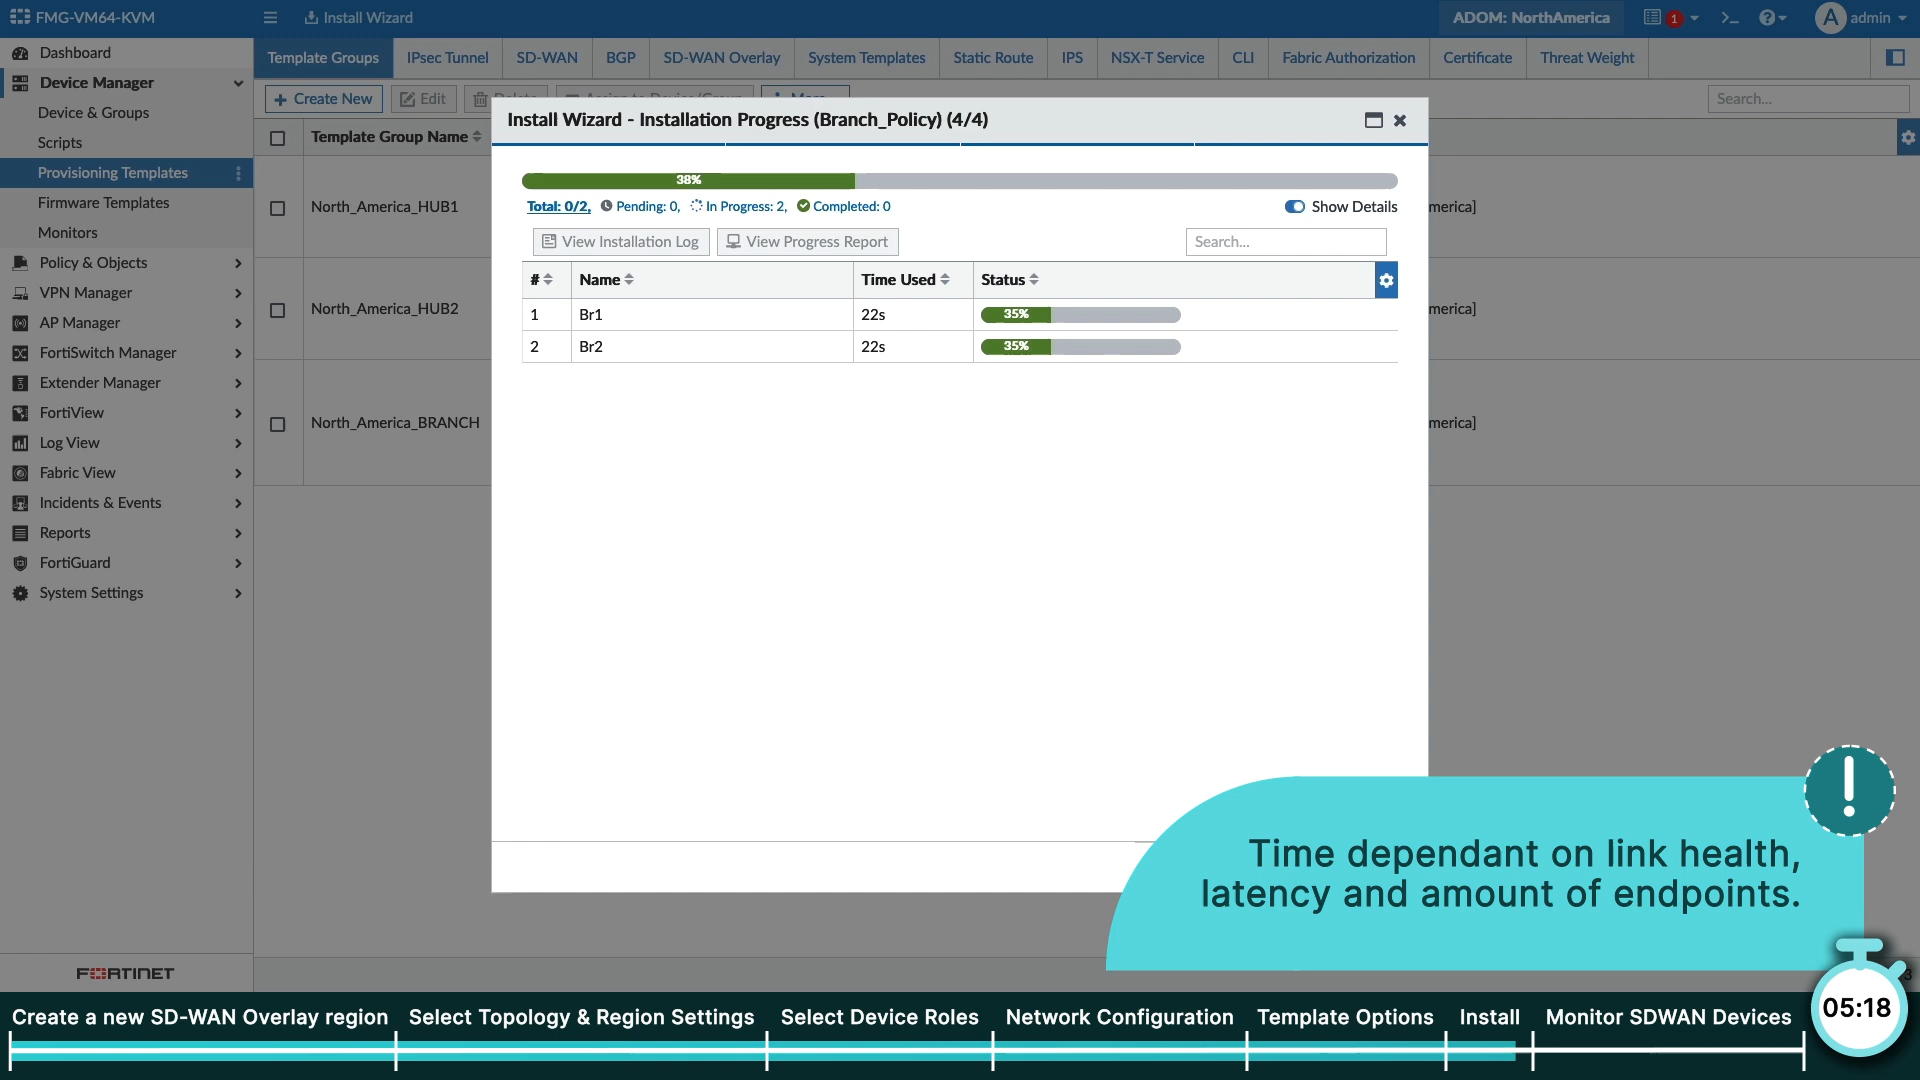 FMG-VM64-KVM
Install Wizard
ADOM: NorthAmerica
1
A
admin
Dashboard
Device Manager
Device & Groups
Scripts
Provisioning Templates
Firmware Templates
Monitors
Policy & Objects
VPN Manager
AP Manager
FortiSwitch Manager
Extender Manager
FortiView
Log View
Fabric View
Incidents & Events
Reports
FortiGuard
System Settings
FORTINET
Template Groups
IPsec Tunnel
SD-WAN
BGP
SD-WAN Overlay
System Templates
Static Route
IPS
NSX-T Service
CLI
Fabric Authorization
Certificate
Threat Weight
Create New
Edit
Search...
Template Group Name
North_America_HUB1
merica]
North_America_HUB2
merica]
North_America_BRANCH
merica]
Install Wizard - Installation Progress (Branch_Policy) (4/4)
38%
Total: 0/2, Pending: 0, In Progress: 2, Completed: 0
Show Details
View Installation Log
View Progress Report
Search...
# Name Time Used Status
1 Br1 22s 35%
2 Br2 22s 35%
!
Time dependant on link health,
latency and amount of endpoints.
Create a new SD-WAN Overlay region
Select Topology & Region Settings
Select Device Roles
Network Configuration
Template Options
Install
Monitor SDWAN Devices
05:18